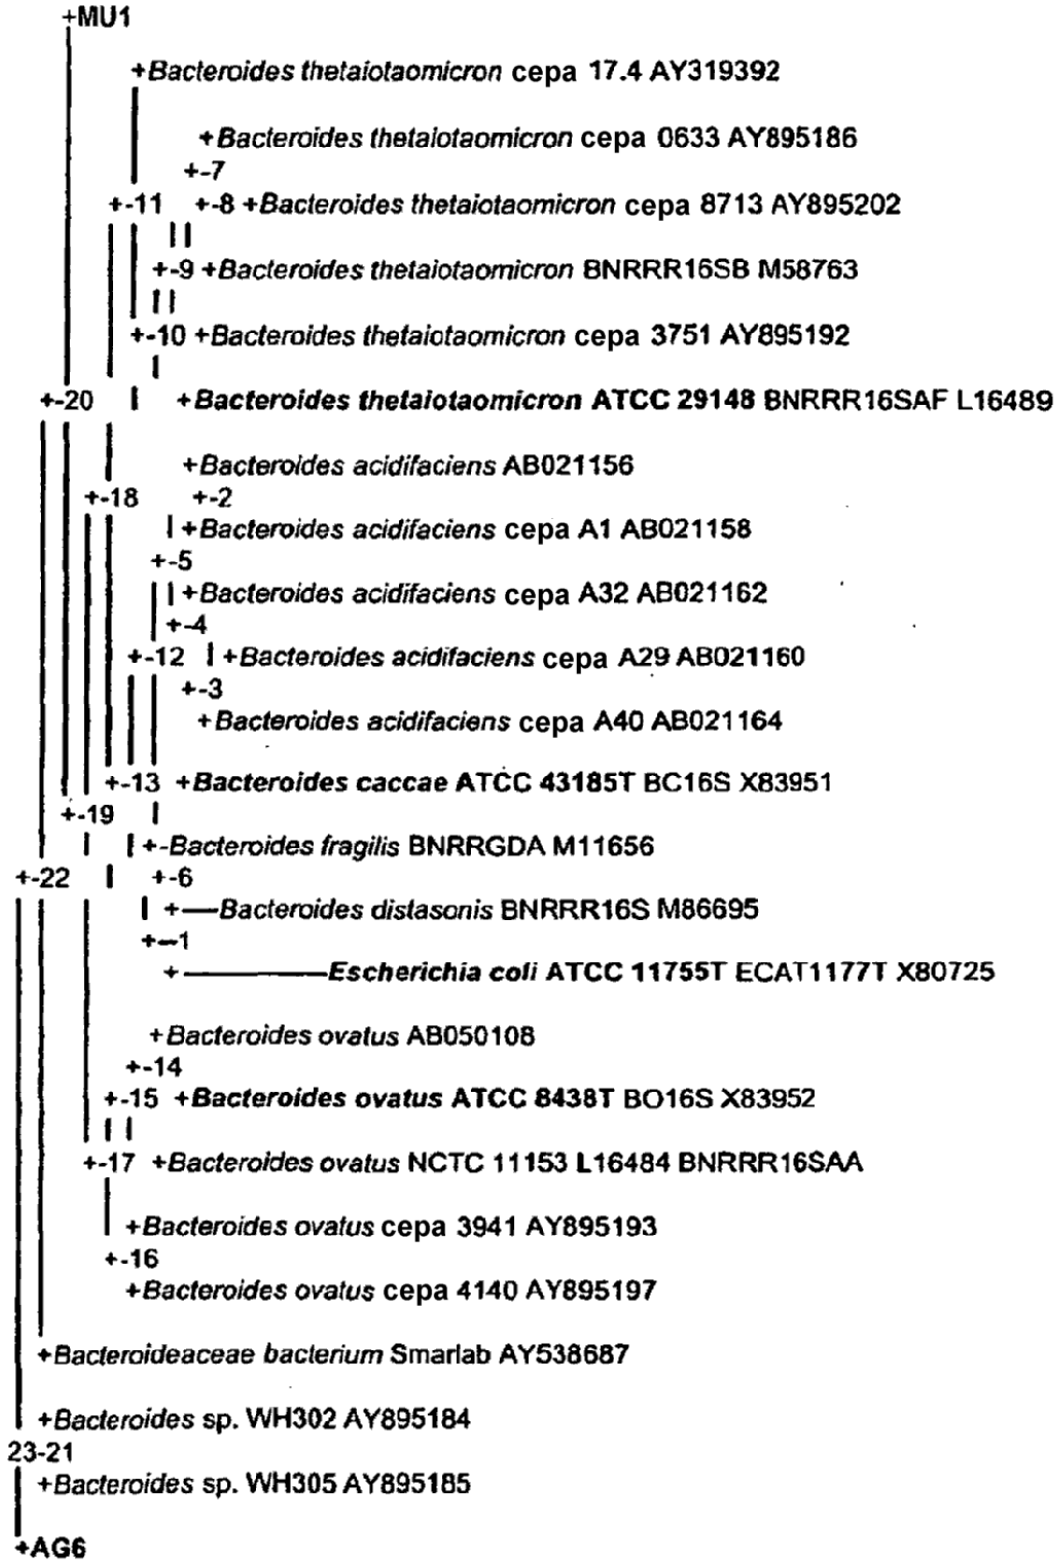 +MU1
+Bacteroides thetaiotaomicron cepa 17.4 AY319392
+Bacteroides thetaiotaomicron cepa 0633 AY895186
+-7
+-11 +-8 +Bacteroides thetaiotaomicron cepa 8713 AY895202
+-9 +Bacteroides thetaiotaomicron BNRRR16SB M58763
+-10 +Bacteroides thetaiotaomicron cepa 3751 AY895192
+-20 +Bacteroides thetaiotaomicron ATCC 29148 BNRRR16SAF L16489
+Bacteroides acidifaciens AB021156
+-18 +-2
+Bacteroides acidifaciens cepa A1 AB021158
+-5
+Bacteroides acidifaciens cepa A32 AB021162
+-4
+-12 +Bacteroides acidifaciens cepa A29 AB021160
+-3
+Bacteroides acidifaciens cepa A40 AB021164
+-13 +Bacteroides caccae ATCC 43185T BC16S X83951
+-19
+-Bacteroides fragilis BNRRGDA M11656
+-22 +-6
+—Bacteroides distasonis BNRRR16S M86695
+--1
+————Escherichia coli ATCC 11755T ECAT1177T X80725
+Bacteroides ovatus AB050108
+-14
+-15 +Bacteroides ovatus ATCC 8438T BO16S X83952
+-17 +Bacteroides ovatus NCTC 11153 L16484 BNRRR16SAA
+Bacteroides ovatus cepa 3941 AY895193
+-16
+Bacteroides ovatus cepa 4140 AY895197
+Bacteroideaceae bacterium Smarlab AY538687
+Bacteroides sp. WH302 AY895184
23-21
+Bacteroides sp. WH305 AY895185
+AG6